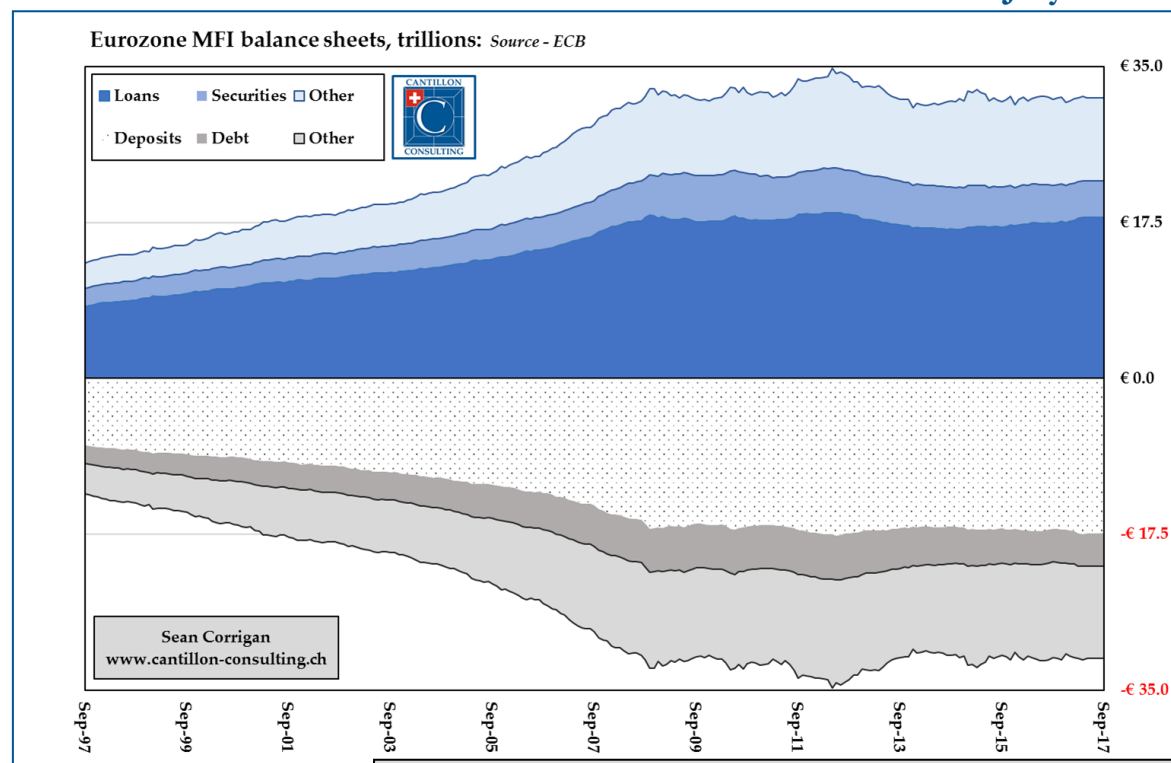 Eurozone MFI balance sheets, trillions: Source - ECB
Loans Securities Other
Deposits Debt Other
CANTILLON
C
CONSULTING
€ 35.0
€ 17.5
€ 0.0
-€ 17.5
-€ 35.0
Sean Corrigan
www.cantillon-consulting.ch
Sep-97 Sep-99 Sep-01 Sep-03 Sep-05 Sep-07 Sep-09 Sep-11 Sep-13 Sep-15 Sep-17